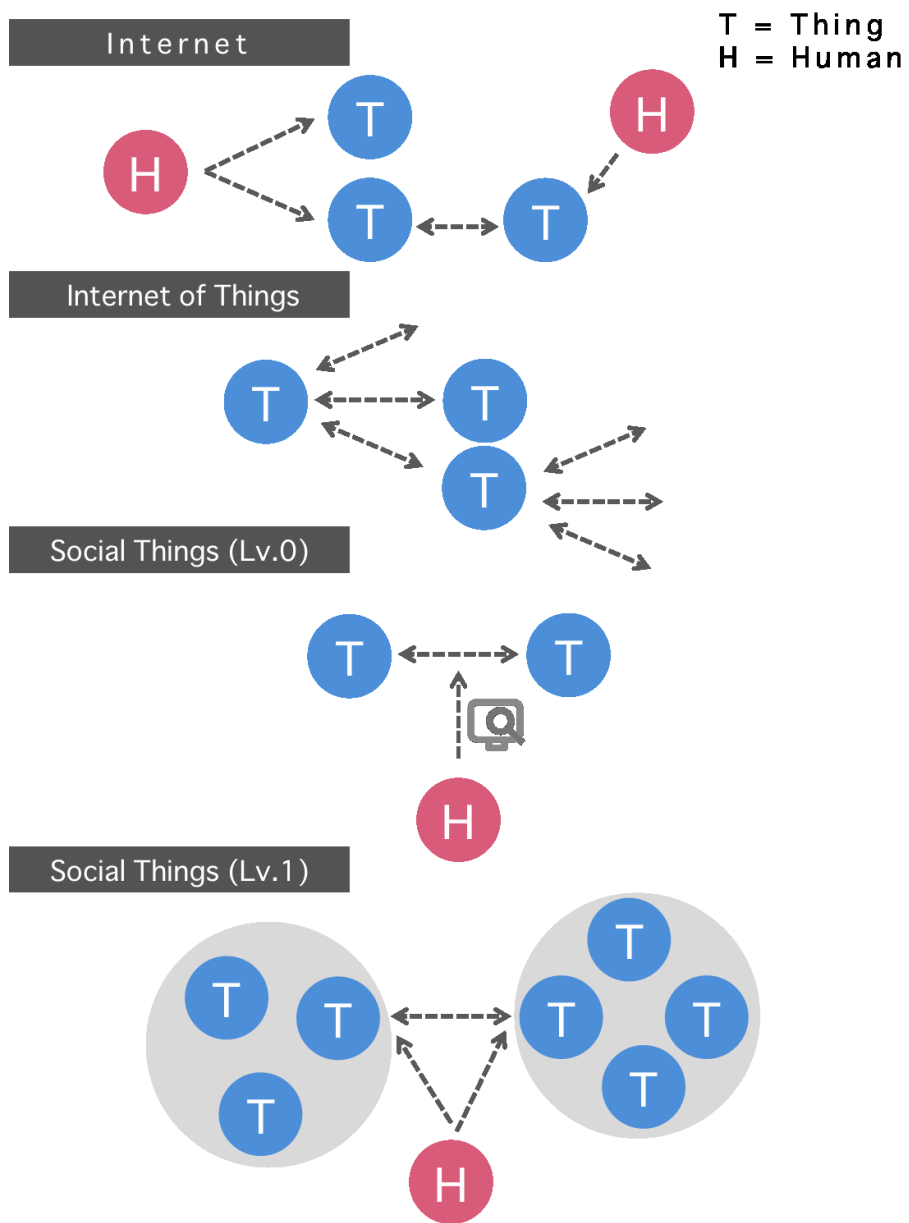 T = Thing
H = Human
Internet
T
H
H
T
T
Internet of Things
T
T
T
Social Things (Lv.0)
T
T
H
Social Things (Lv.1)
T
T
T
T
T
T
T
H